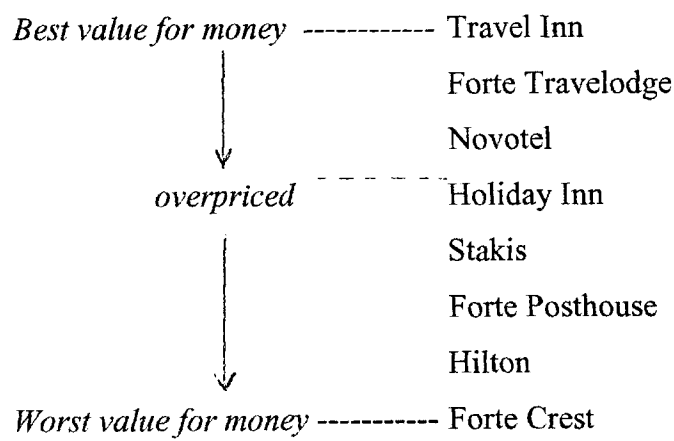 Best value for money ------------ Travel Inn
Forte Travelodge
Novotel
overpriced ------- Holiday Inn
Stakis
Forte Posthouse
Hilton
Worst value for money ----------- Forte Crest